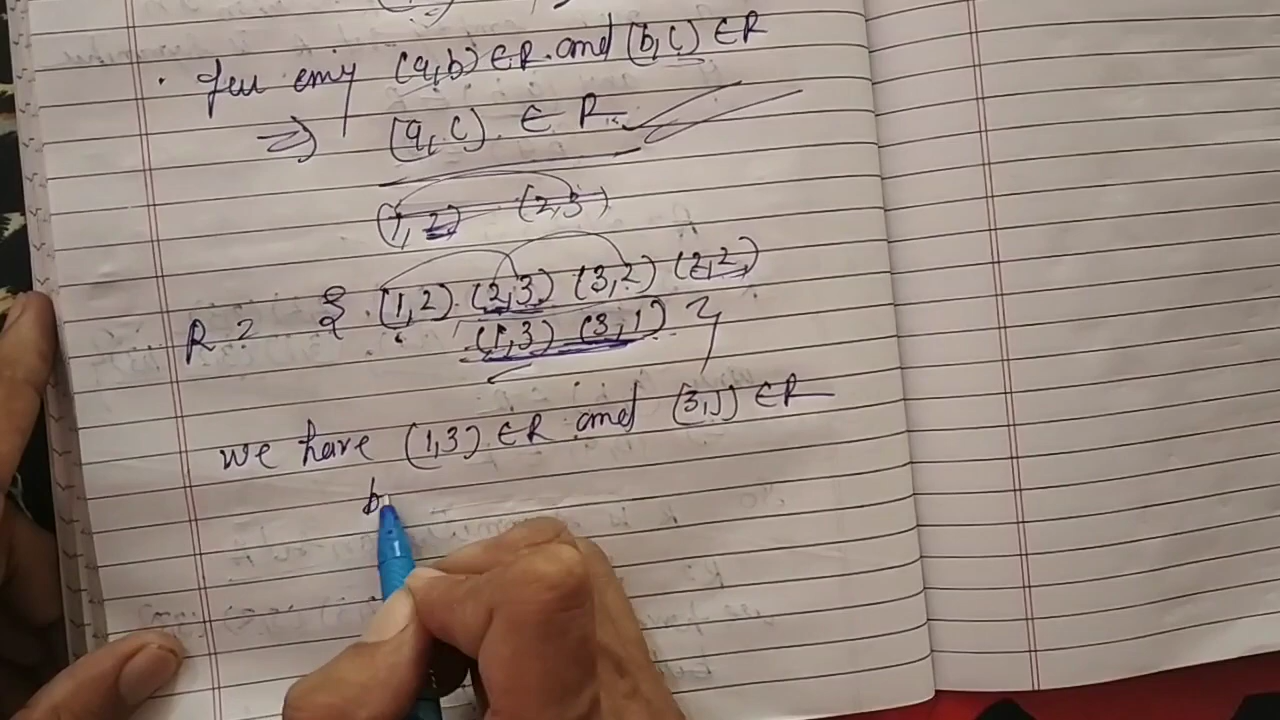 · for any (a,b) ∈ R and (b,c) ∈ R
⇒ (a,c) ∈ R
(1,2) (2,3)
R = { (1,2) (2,3) (3,2) (2,2)
(1,3) (3,1) }
we have (1,3) ∈ R and (3,1) ∈ R
b